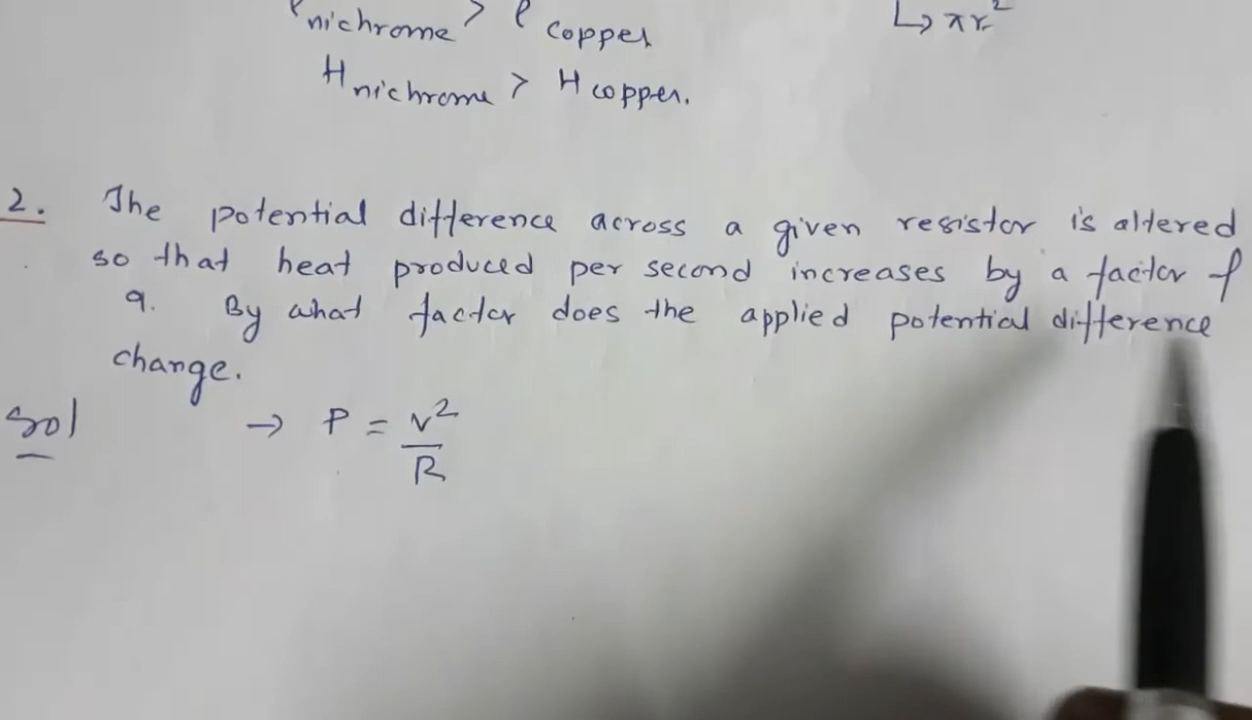 ρ nichrome > ρ copper
↳ πr²
H nichrome > H copper.
2. The potential difference across a given resistor is altered
so that heat produced per second increases by a factor of
9. By what factor does the applied potential difference
change.
Sol → P = V²/R